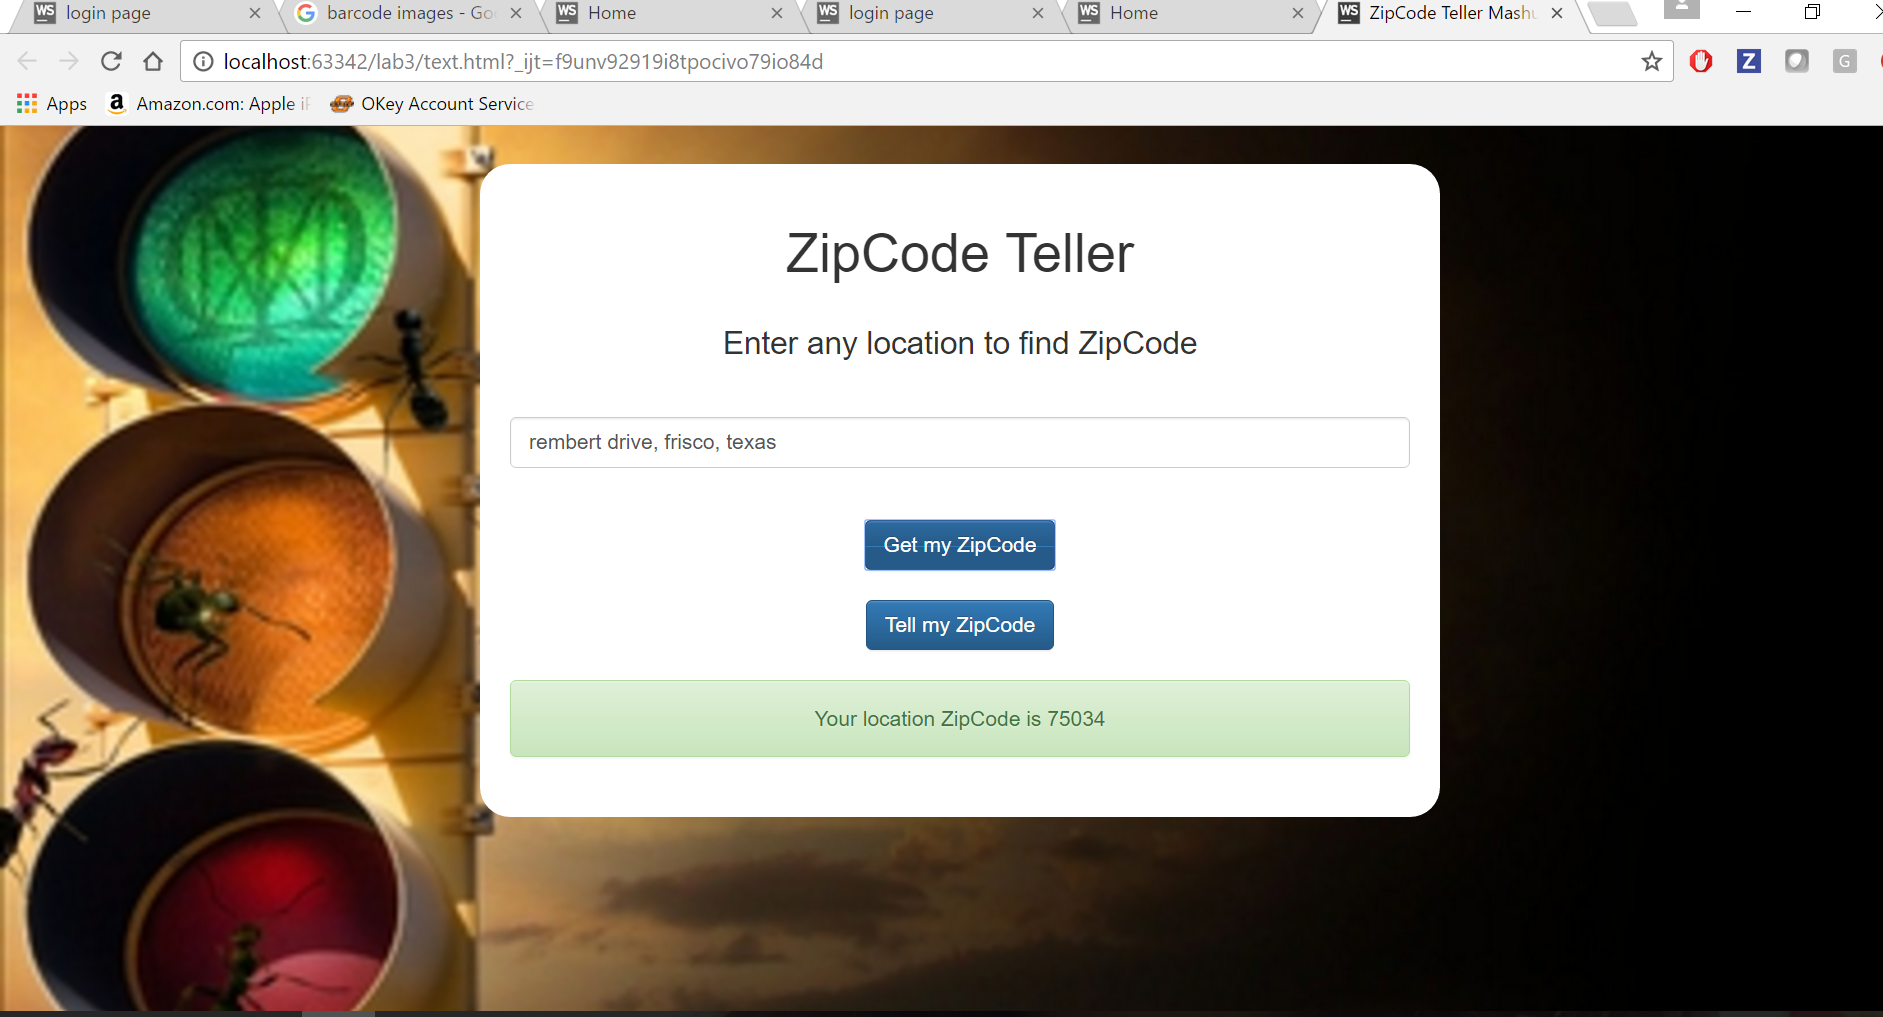 WS login page
barcode images - Go
WS Home
WS login page
WS Home
WS ZipCode Teller Mash
localhost:63342/lab3/text.html?_ijt=f9unv92919i8tpocivo79io84d
Z
G
Apps
a Amazon.com: Apple iP
OKey Account Service
ZipCode Teller
Enter any location to find ZipCode
rembert drive, frisco, texas
Get my ZipCode
Tell my ZipCode
Your location ZipCode is 75034